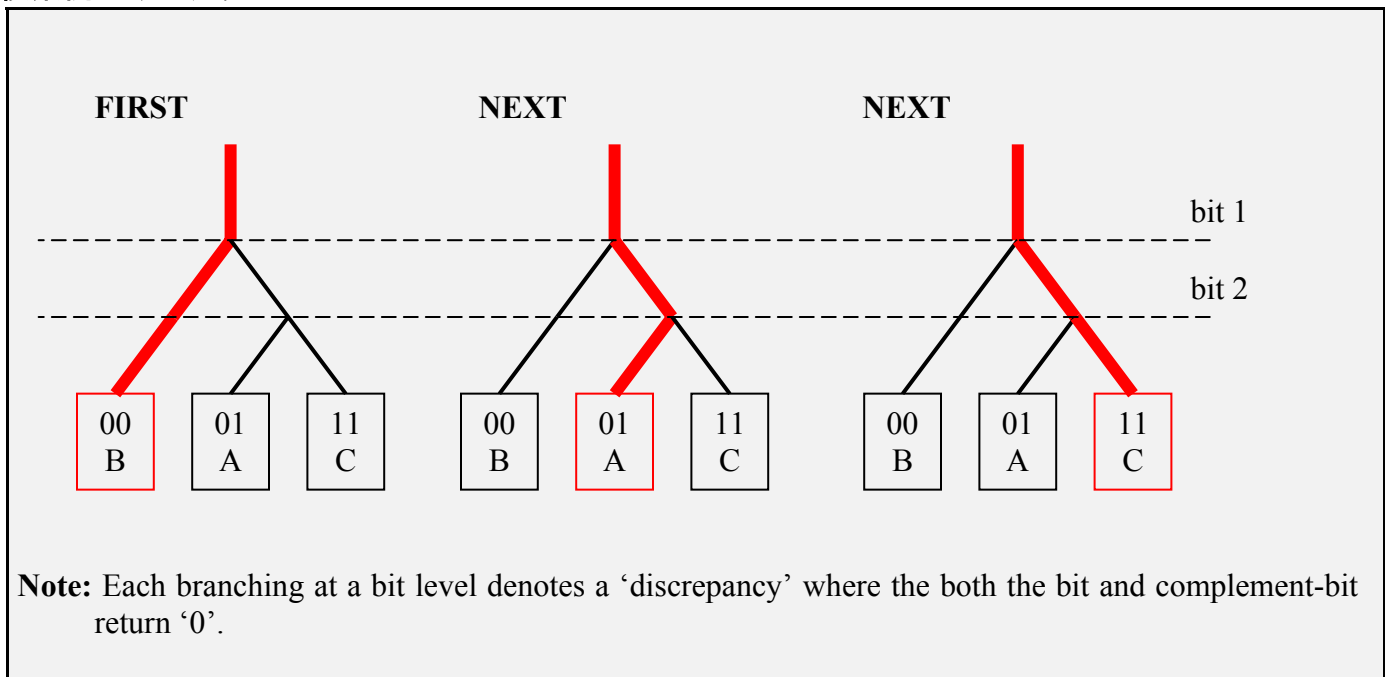 FIRST NEXT NEXT
bit 1
bit 2
00 01 11 00 01 11 00 01 11
B A C B A C B A C
Note: Each branching at a bit level denotes a ‘discrepancy’ where the both the bit and complement-bit
return ‘0’.